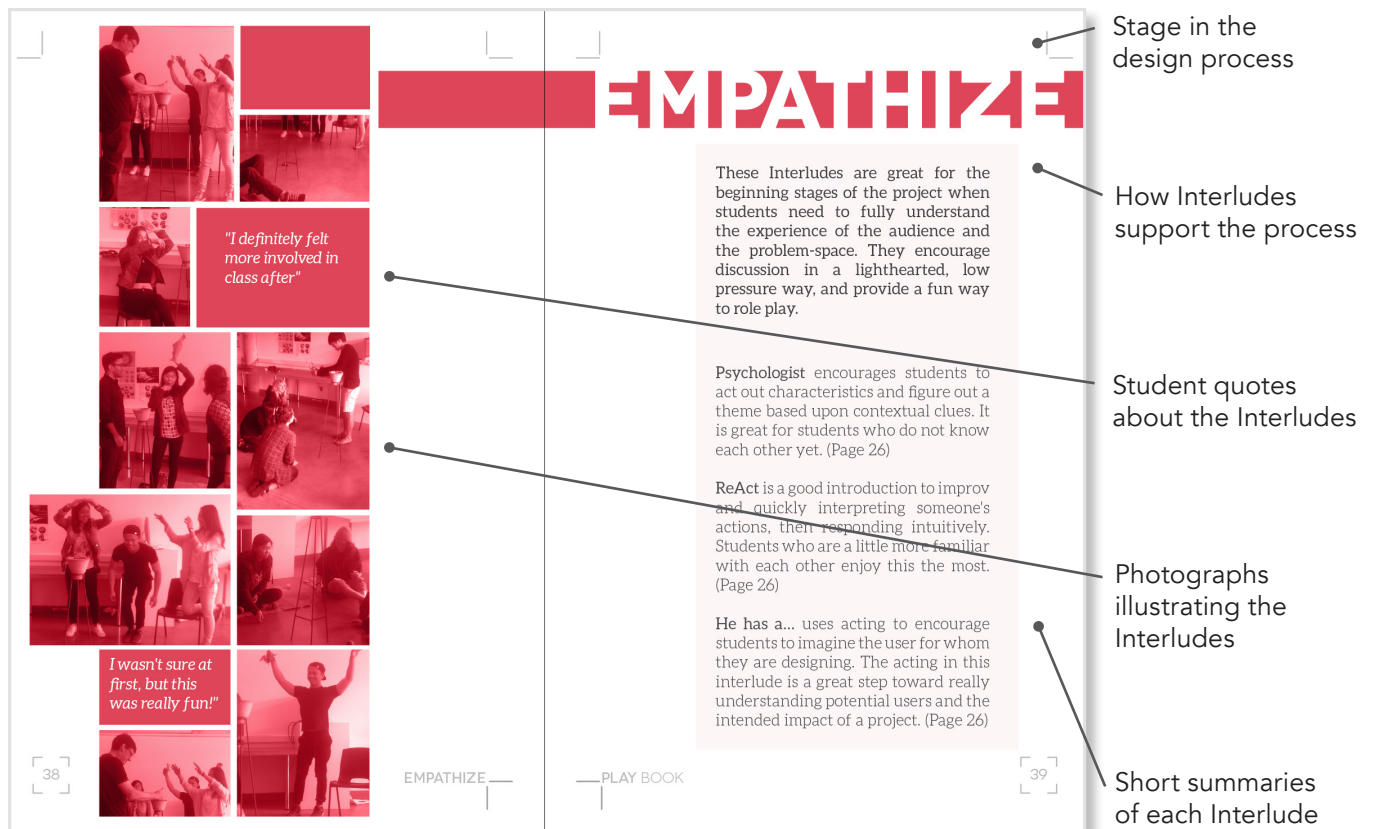 EMPATHIZE
"I definitely felt
more involved in
class after"
I wasn't sure at
first, but this
was really fun!"
38
EMPATHIZE
These Interludes are great for the
beginning stages of the project when
students need to fully understand
the experience of the audience and
the problem-space. They encourage
discussion in a lighthearted, low
pressure way, and provide a fun way
to role play.
Psychologist encourages students to
act out characteristics and figure out a
theme based upon contextual clues. It
is great for students who do not know
each other yet. (Page 26)
ReAct is a good introduction to improv
and quickly interpreting someone's
actions, then responding intuitively.
Students who are a little more familiar
with each other enjoy this the most.
(Page 26)
He has a... uses acting to encourage
students to imagine the user for whom
they are designing. The acting in this
interlude is a great step toward really
understanding potential users and the
intended impact of a project. (Page 26)
PLAY BOOK
39
Stage in the
design process
How Interludes
support the process
Student quotes
about the Interludes
Photographs
illustrating the
Interludes
Short summaries
of each Interlude